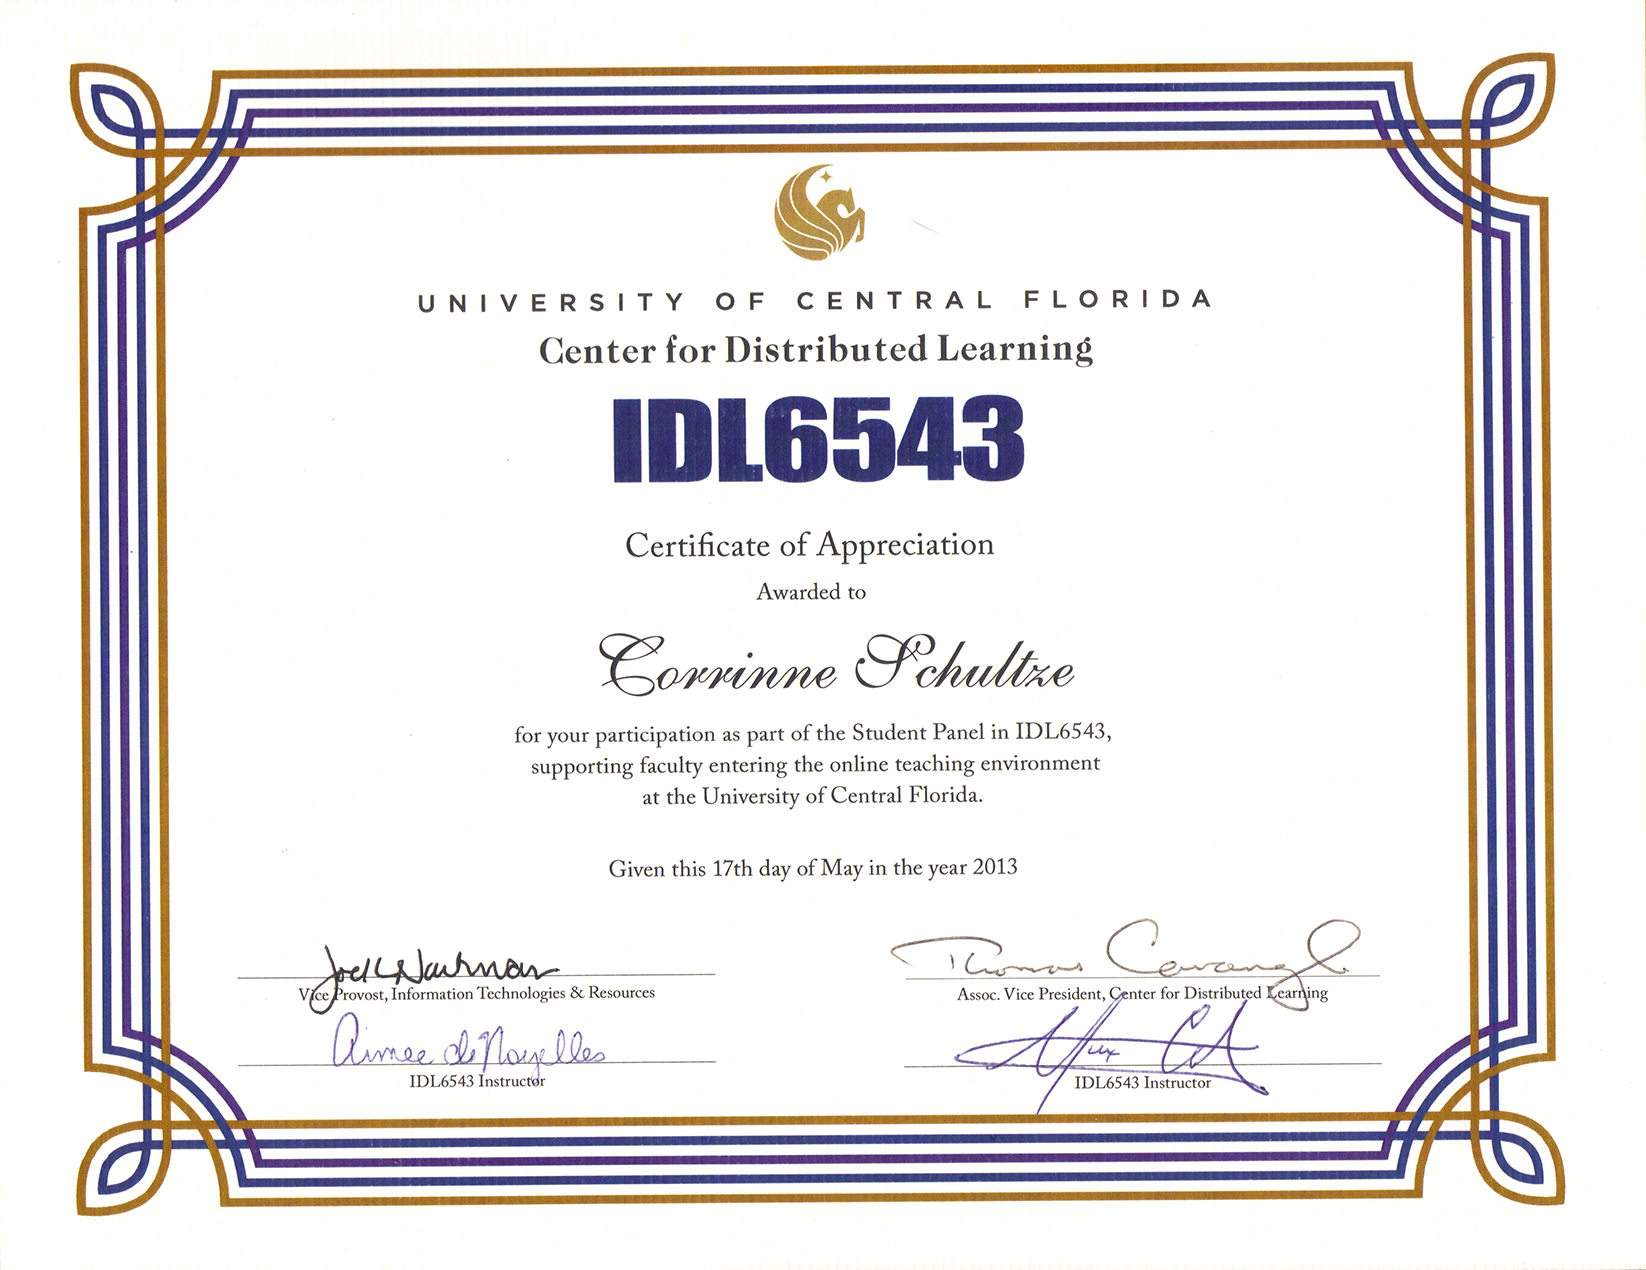 UNIVERSITY OF CENTRAL FLORIDA
Center for Distributed Learning
IDL6543
Certificate of Appreciation
Awarded to
Corrinne Schultze
for your participation as part of the Student Panel in IDL6543,
supporting faculty entering the online teaching environment
at the University of Central Florida.
Given this 17th day of May in the year 2013
Joel L Hartman
Vice Provost, Information Technologies & Resources
Thomas Cavanagh
Assoc. Vice President, Center for Distributed Learning
Aimee deNoyelles
IDL6543 Instructor
IDL6543 Instructor